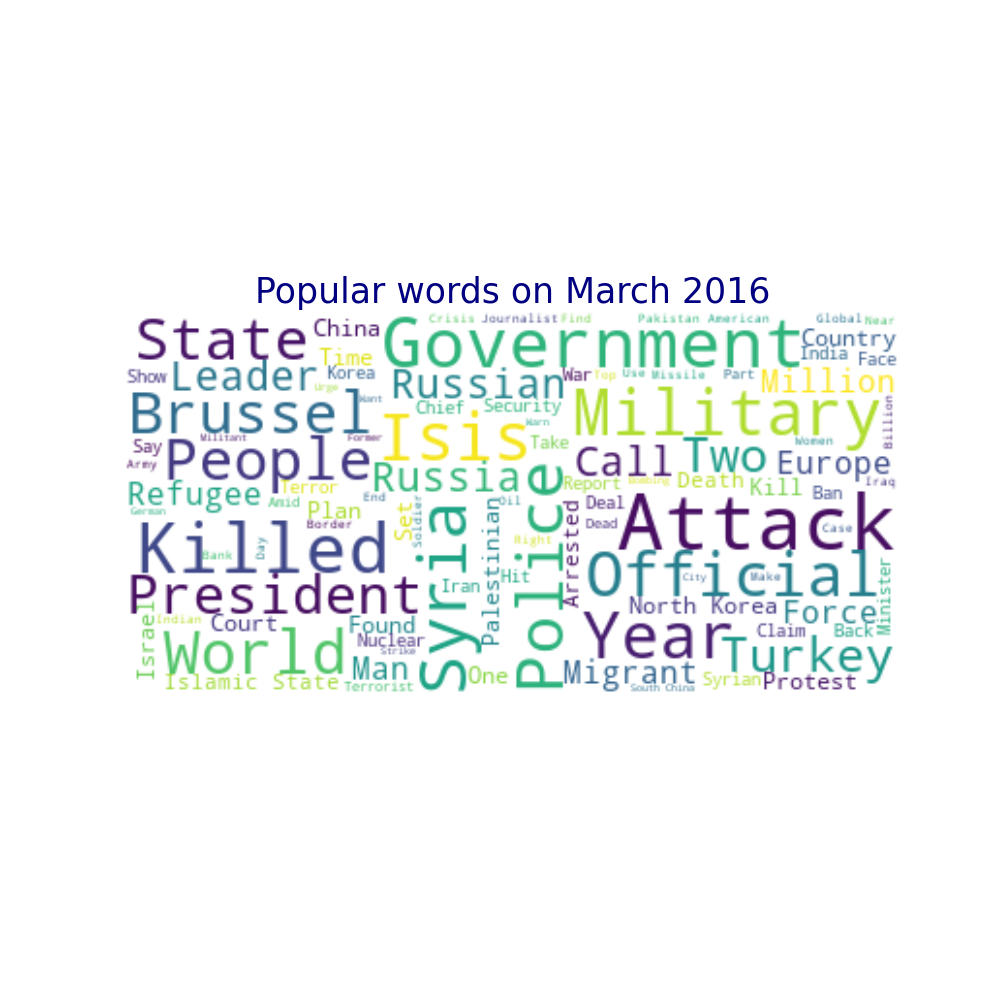 Popular words on March 2016
State
China
Government
Crisis
Journalist
Find
Pakistan
American
Global
Near
Time
Country
India
Face
Show
Leader
Korea
Urge
Russian
War
Top
Use
Missile
Part
Million
Brussel
Want
Chief
Security
Military
Billion
Isis
Warn
Take
Say
Militant
Former
People
Russia
Call
Two
Women
Europe
Army
Iraq
Refugee
Terror
Amid
Plan
End
Set
Soldier
Oil
Report
Bombing
Death
Kill
Ban
German
Border
Deal
Dead
Attack
Case
Killed
Bank
Day
Syria
Palestinian
Right
Police
Arrested
Official
City
Make
Minister
President
Iran
Hit
North Korea
Force
Israel
Indian
Court
Found
Nuclear
Strike
Year
Claim
Back
World
Man
One
Migrant
Turkey
Islamic State
Terrorist
South China
Syrian
Protest